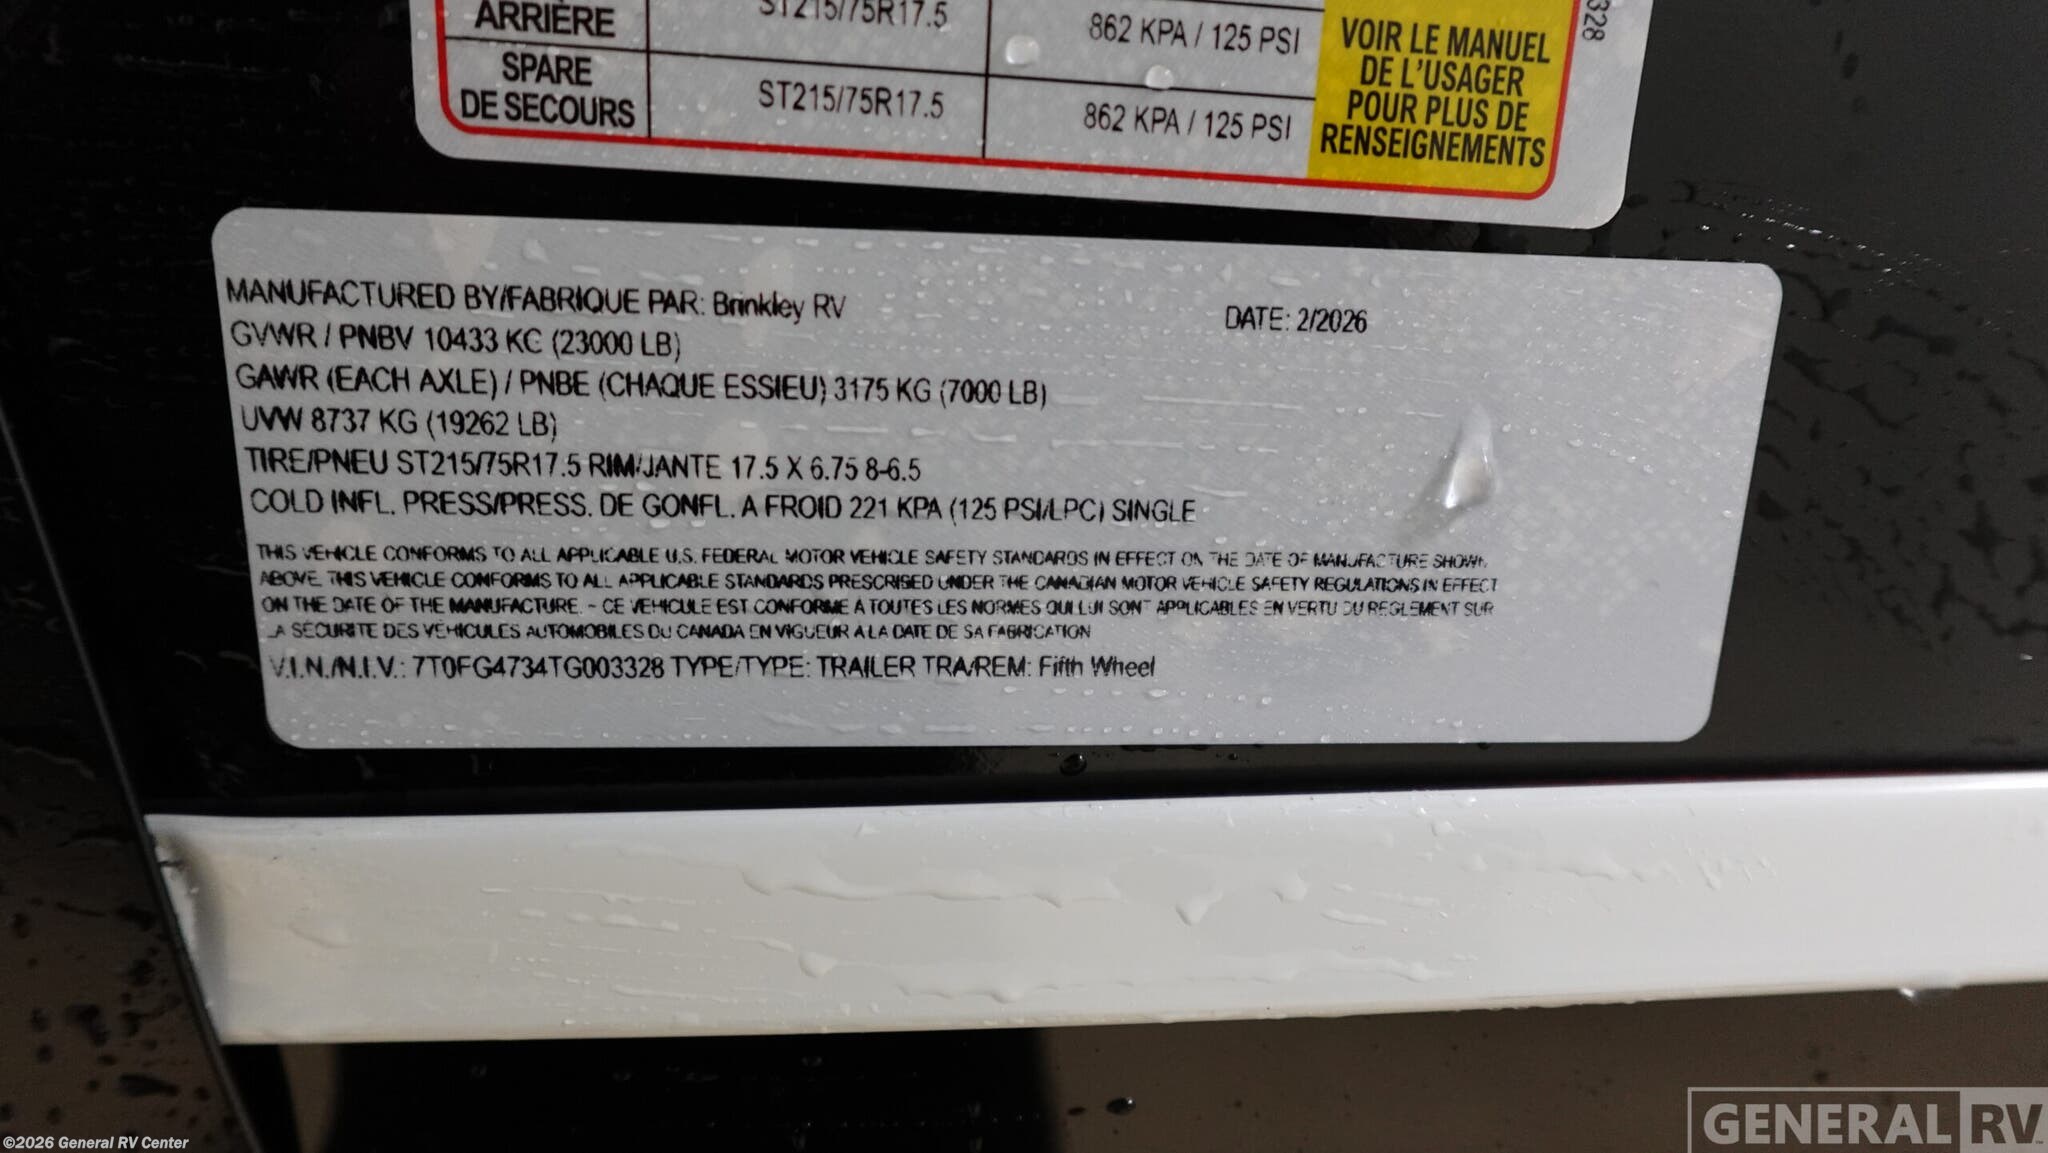 ARRIÈRE
ST215/75R17.5
862 KPA / 125 PSI
SPARE
DE SECOURS
ST215/75R17.5
862 KPA / 125 PSI
VOIR LE MANUEL
DE L'USAGER
POUR PLUS DE
RENSEIGNEMENTS
328
MANUFACTURED BY/FABRIQUE PAR: Brinkley RV
DATE: 2/2026
GVWR / PNBV 10433 KG (23000 LB)
GAWR (EACH AXLE) / PNBE (CHAQUE ESSIEU) 3175 KG (7000 LB)
UVW 8737 KG (19262 LB)
TIRE/PNEU ST215/75R17.5 RIM/JANTE 17.5 X 6.75 8-6.5
COLD INFL. PRESS/PRESS. DE GONFL. A FROID 221 KPA (125 PSI/LPC) SINGLE
THIS VEHICLE CONFORMS TO ALL APPLICABLE U.S. FEDERAL MOTOR VEHICLE SAFETY STANDARDS IN EFFECT ON THE DATE OF MANUFACTURE SHOWN
ABOVE. THIS VEHICLE CONFORMS TO ALL APPLICABLE STANDARDS PRESCRISED UNDER THE CANADIAN MOTOR VEHICLE SAFETY REGULATIONS IN EFFECT
ON THE DATE OF THE MANUFACTURE. - CE VEHICULE EST CONFORME A TOUTES LES NORMES QUI LUI SONT APPLICABLES EN VERTU DU REGLEMENT SUR
LA SECURITE DES VEHICULES AUTOMOBILES DU CANADA EN VIGUEUR A LA DATE DE SA FABRICATION
V.I.N./N.I.V.: 7T0FG4734TG003328 TYPE/TYPE: TRAILER TRA/REM: Fifth Wheel
©2026 General RV Center
GENERAL RV